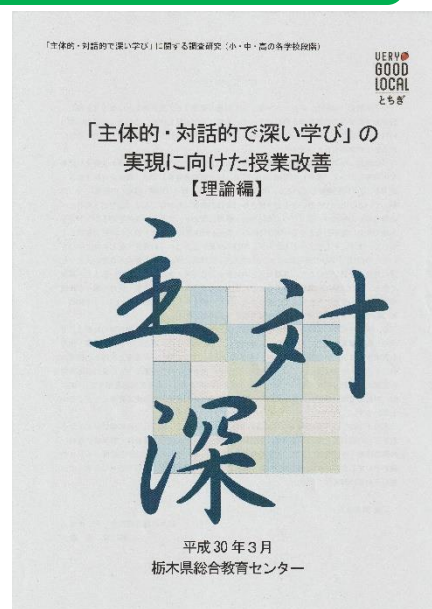 「主体的・対話的で深い学び」に関する調査研究（小・中・高の各学校段階）
VERY
GOOD
LOCAL
とちぎ
「主体的・対話的で深い学び」の
実現に向けた授業改善
【理論編】
主
対
深
平成30年3月
栃木県総合教育センター